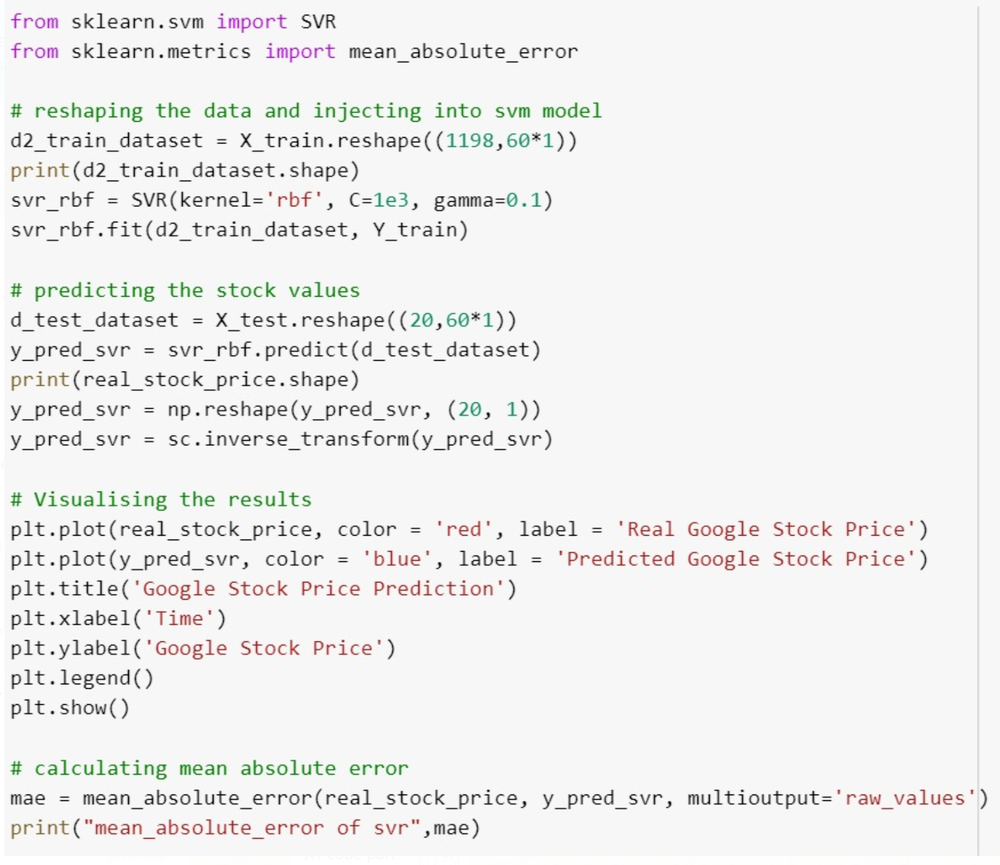 from sklearn.svm import SVR
from sklearn.metrics import mean_absolute_error
# reshaping the data and injecting into svm model
d2_train_dataset = X_train.reshape((1198,60*1))
print(d2_train_dataset.shape)
svr_rbf = SVR(kernel='rbf', C=1e3, gamma=0.1)
svr_rbf.fit(d2_train_dataset, Y_train)
# predicting the stock values
d_test_dataset = X_test.reshape((20,60*1))
y_pred_svr = svr_rbf.predict(d_test_dataset)
print(real_stock_price.shape)
y_pred_svr = np.reshape(y_pred_svr, (20, 1))
y_pred_svr = sc.inverse_transform(y_pred_svr)
# Visualising the results
plt.plot(real_stock_price, color = 'red', label = 'Real Google Stock Price')
plt.plot(y_pred_svr, color = 'blue', label = 'Predicted Google Stock Price')
plt.title('Google Stock Price Prediction')
plt.xlabel('Time')
plt.ylabel('Google Stock Price')
plt.legend()
plt.show()
# calculating mean absolute error
mae = mean_absolute_error(real_stock_price, y_pred_svr, multioutput='raw_values')
print("mean_absolute_error of svr",mae)